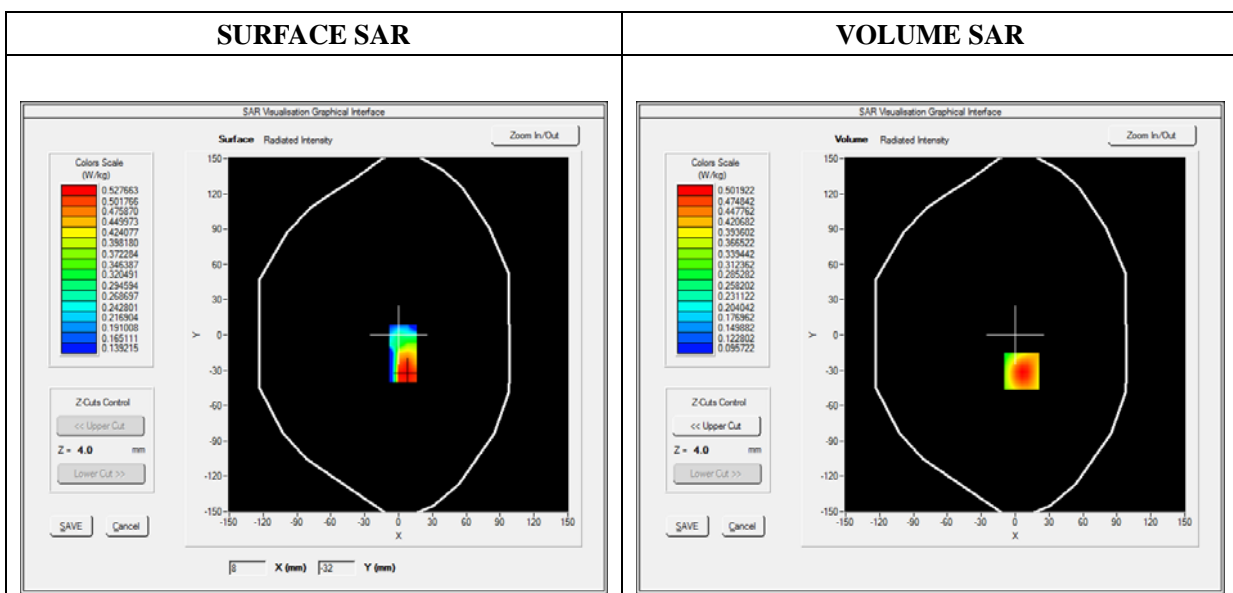 SURFACE SAR
VOLUME SAR
SAR Visualisation Graphical Interface
Surface Radiated Intensity
Zoom In/Out
Colors Scale
(W/kg)
0.527663
0.501766
0.475870
0.449973
0.424077
0.398180
0.372284
0.346387
0.320491
0.294594
0.268697
0.242801
0.216904
0.191008
0.165111
0.139215
150
120
90
60
30
0
-30
-60
-90
-120
-150
Y
-150 -120 -90 -60 -30 0 30 60 90 120 150
X
Z-Cuts Control
<< Upper Cut
Z = 4.0 mm
Lower Cut >>
SAVE Cancel
8 X (mm) -32 Y (mm)
SAR Visualisation Graphical Interface
Volume Radiated Intensity
Zoom In/Out
Colors Scale
(W/kg)
0.501922
0.474842
0.447762
0.420682
0.393602
0.366522
0.339442
0.312362
0.285282
0.258202
0.231122
0.204042
0.176962
0.149882
0.122802
0.095722
150
120
90
60
30
0
-30
-60
-90
-120
-150
Y
-150 -120 -90 -60 -30 0 30 60 90 120 150
X
Z-Cuts Control
<< Upper Cut
Z = 4.0 mm
Lower Cut >>
SAVE Cancel